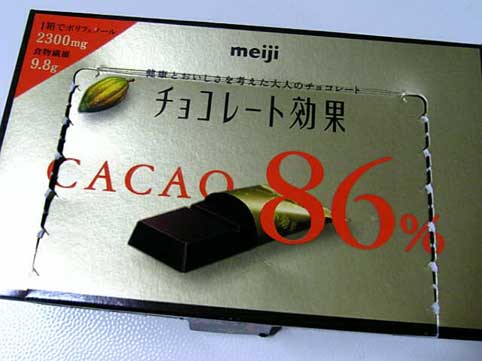 1箱でポリフェノール
2300mg
食物繊維
9.8g
meiji
健康とおいしさを考えた大人のチョコレート
チョコレート効果
CACAO 86%